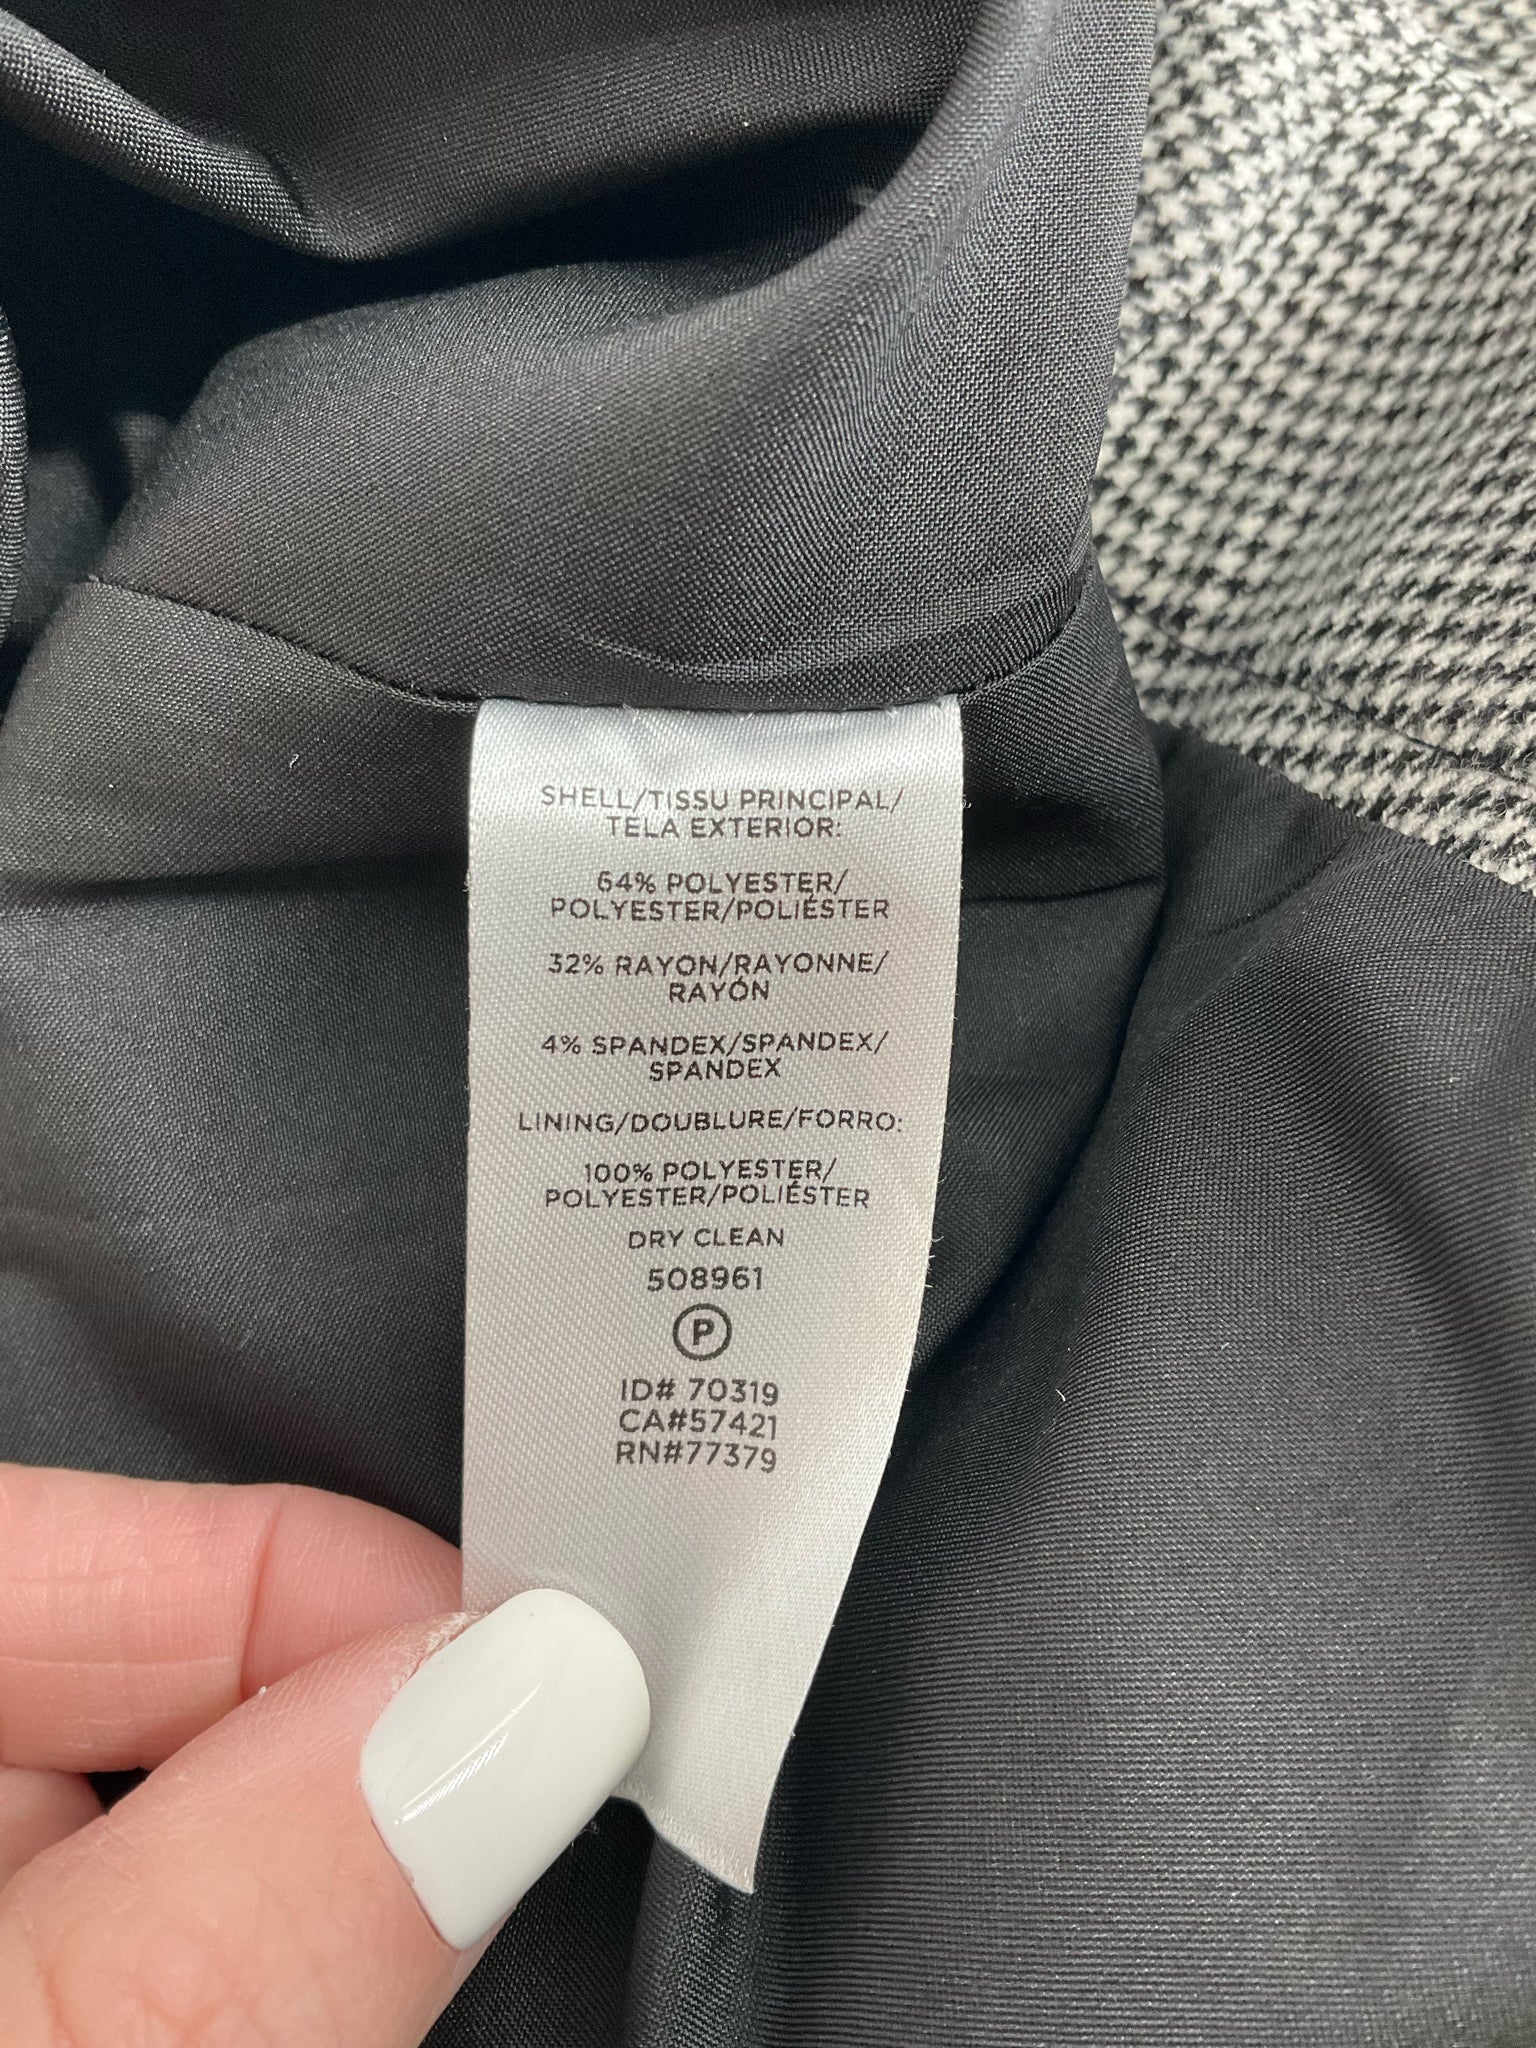 SHELL/TISSU PRINCIPAL/
TELA EXTERIOR:
64% POLYESTER/
POLYESTER/POLIÉSTER
32% RAYON/RAYONNE/
RAYÓN
4% SPANDEX/SPANDEX/
SPANDEX
LINING/DOUBLURE/FORRO:
100% POLYESTER/
POLYESTER/POLIÉSTER
DRY CLEAN
508961
P
ID# 70319
CA#57421
RN#77379